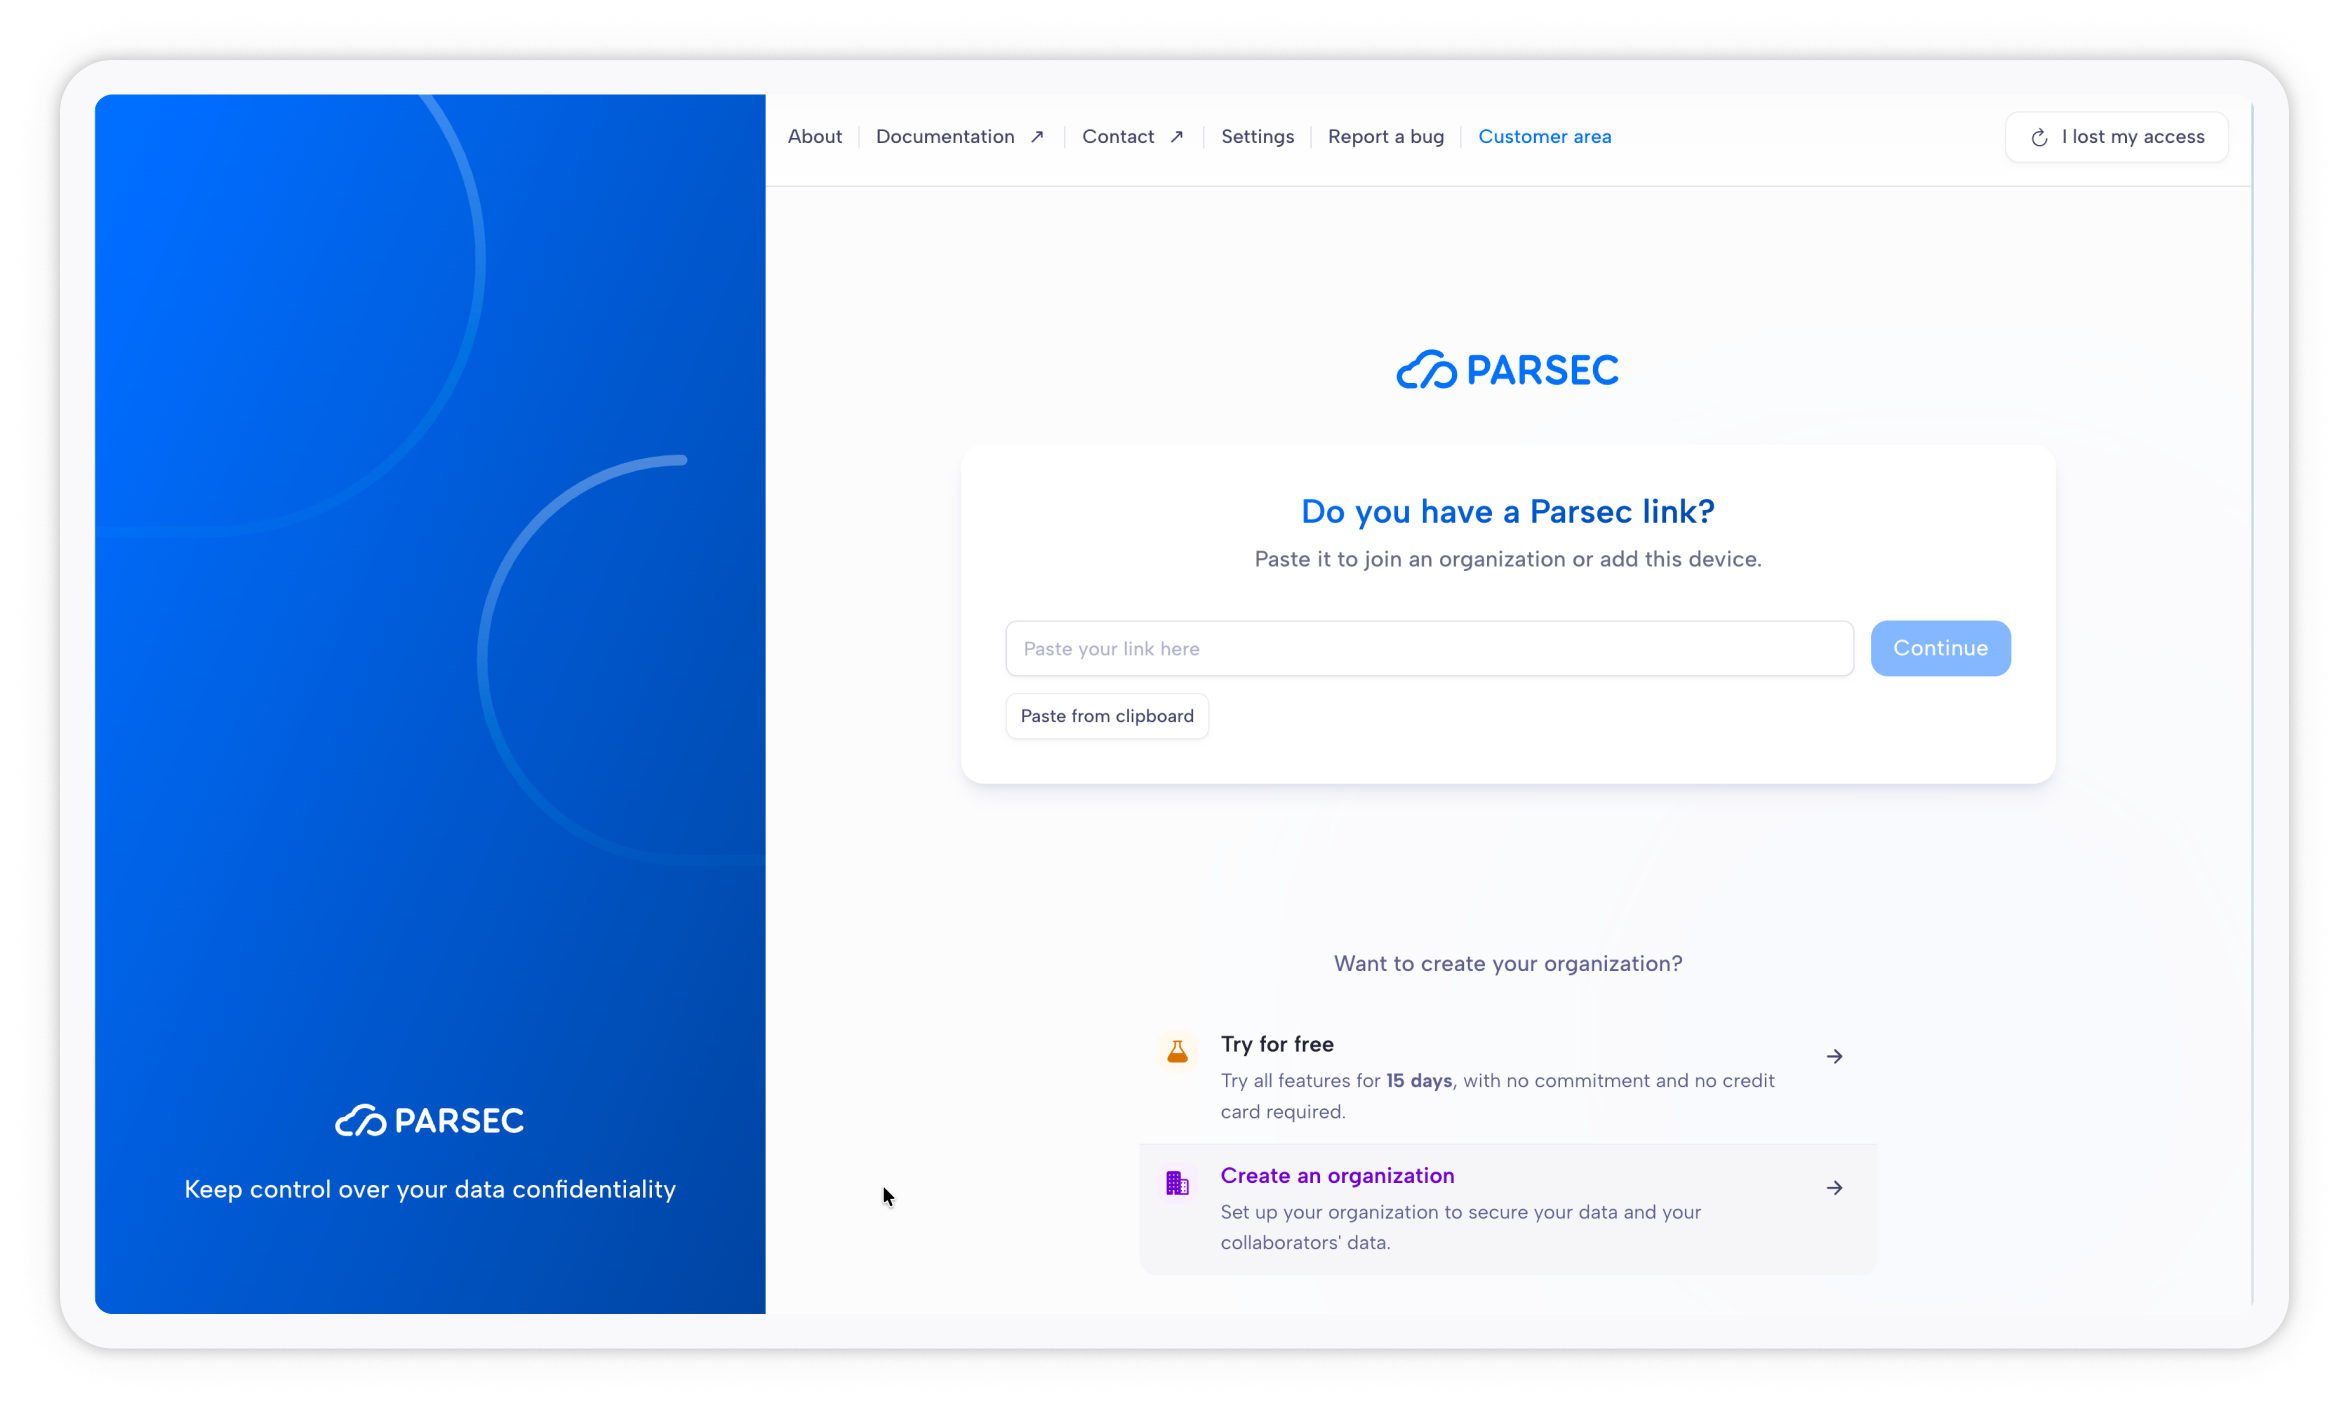 About
Documentation ↗
Contact ↗
Settings
Report a bug
Customer area
I lost my access
PARSEC
Do you have a Parsec link?
Paste it to join an organization or add this device.
Paste your link here
Continue
Paste from clipboard
Want to create your organization?
Try for free
Try all features for 15 days, with no commitment and no credit
card required.
Create an organization
Set up your organization to secure your data and your
collaborators' data.
PARSEC
Keep control over your data confidentiality